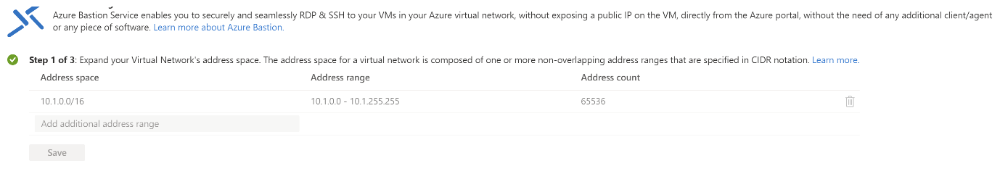 Azure Bastion Service enables you to securely and seamlessly RDP & SSH to your VMs in your Azure virtual network, without exposing a public IP on the VM, directly from the Azure portal, without the need of any additional client/agent
or any piece of software. Learn more about Azure Bastion.
Step 1 of 3: Expand your Virtual Network's address space. The address space for a virtual network is composed of one or more non-overlapping address ranges that are specified in CIDR notation. Learn more.
Address space Address range Address count
10.1.0.0/16 10.1.0.0 - 10.1.255.255 65536
Add additional address range
Save